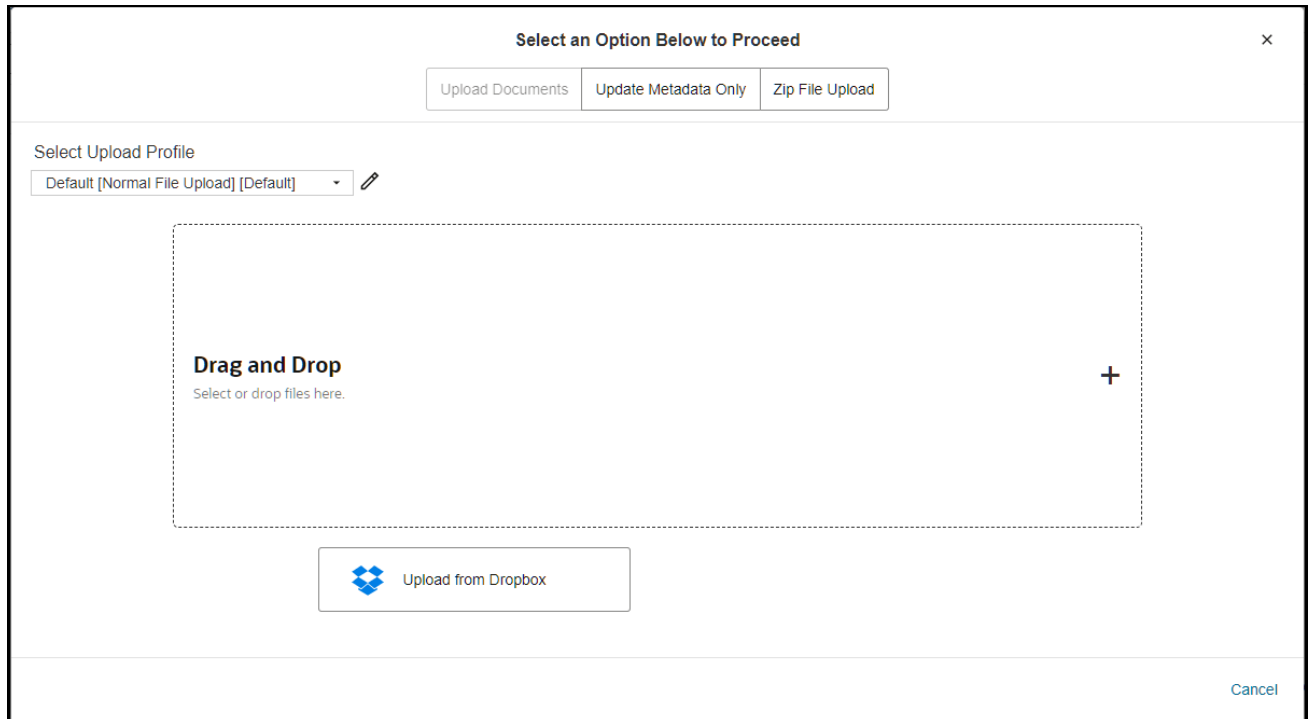 Select an Option Below to Proceed
Upload Documents Update Metadata Only Zip File Upload
Select Upload Profile
Default [Normal File Upload] [Default]
Drag and Drop
Select or drop files here.
Upload from Dropbox
Cancel